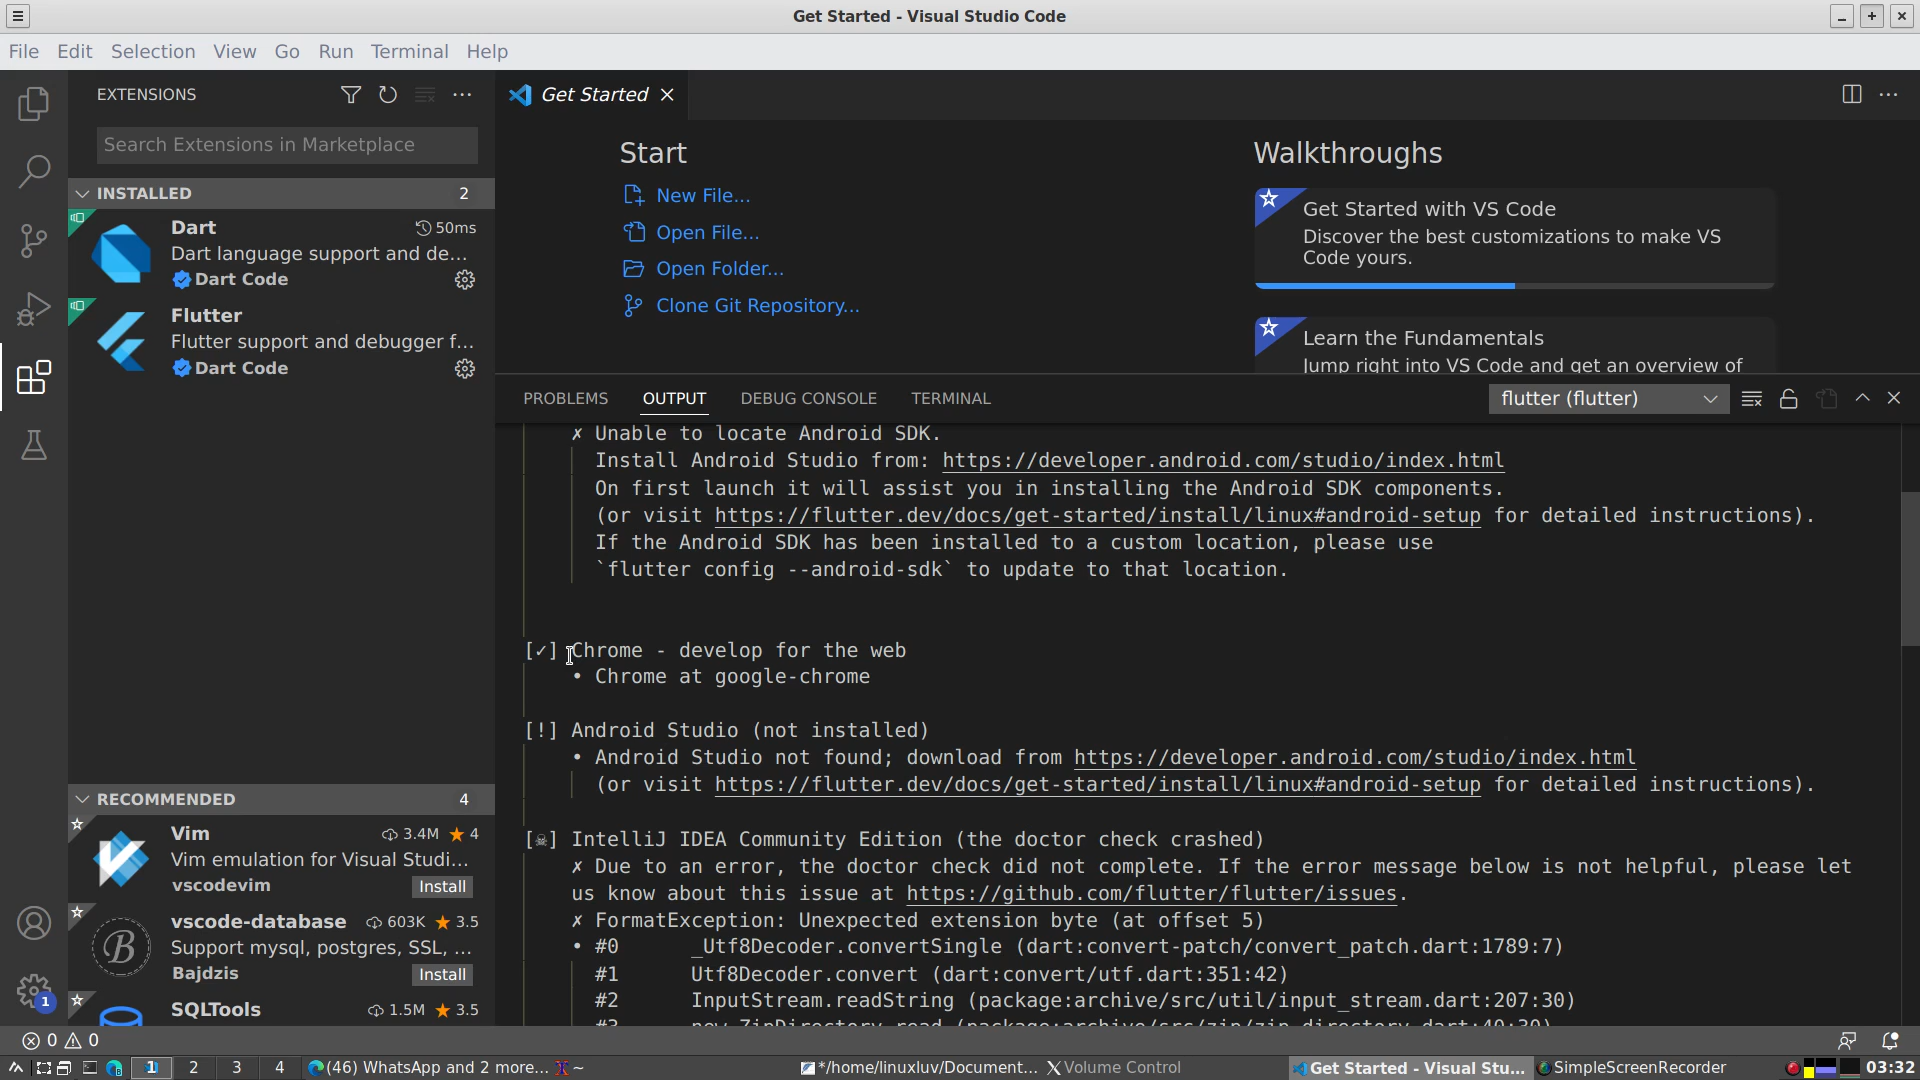 Get Started - Visual Studio Code
File Edit Selection View Go Run Terminal Help
EXTENSIONS
Search Extensions in Marketplace
INSTALLED 2
Dart 50ms
Dart language support and de...
Dart Code
Flutter
Flutter support and debugger f...
Dart Code
RECOMMENDED 4
Vim 3.4M 4
Vim emulation for Visual Studi...
vscodevim Install
vscode-database 603K 3.5
Support mysql, postgres, SSL, ...
Bajdzis Install
SQLTools 1.5M 3.5
Get Started
Start
New File...
Open File...
Open Folder...
Clone Git Repository...
Walkthroughs
Get Started with VS Code
Discover the best customizations to make VS
Code yours.
Learn the Fundamentals
Jump right into VS Code and get an overview of
PROBLEMS OUTPUT DEBUG CONSOLE TERMINAL flutter (flutter)
✗ Unable to locate Android SDK.
Install Android Studio from: https://developer.android.com/studio/index.html
On first launch it will assist you in installing the Android SDK components.
(or visit https://flutter.dev/docs/get-started/install/linux#android-setup for detailed instructions).
If the Android SDK has been installed to a custom location, please use
`flutter config --android-sdk` to update to that location.
[✓] Chrome - develop for the web
• Chrome at google-chrome
[!] Android Studio (not installed)
• Android Studio not found; download from https://developer.android.com/studio/index.html
(or visit https://flutter.dev/docs/get-started/install/linux#android-setup for detailed instructions).
[☠] IntelliJ IDEA Community Edition (the doctor check crashed)
✗ Due to an error, the doctor check did not complete. If the error message below is not helpful, please let
us know about this issue at https://github.com/flutter/flutter/issues.
✗ FormatException: Unexpected extension byte (at offset 5)
• #0 _Utf8Decoder.convertSingle (dart:convert-patch/convert_patch.dart:1789:7)
#1 Utf8Decoder.convert (dart:convert/utf.dart:351:42)
#2 InputStream.readString (package:archive/src/util/input_stream.dart:207:30)
#3 new ZipDirectory.read (package:archive/src/zip/zip_directory.dart:40:30)
1
0 0
1 2 3 4 (46) WhatsApp and 2 more... ~ */home/linuxluv/Document... Volume Control Get Started - Visual Stu... SimpleScreenRecorder 03:32